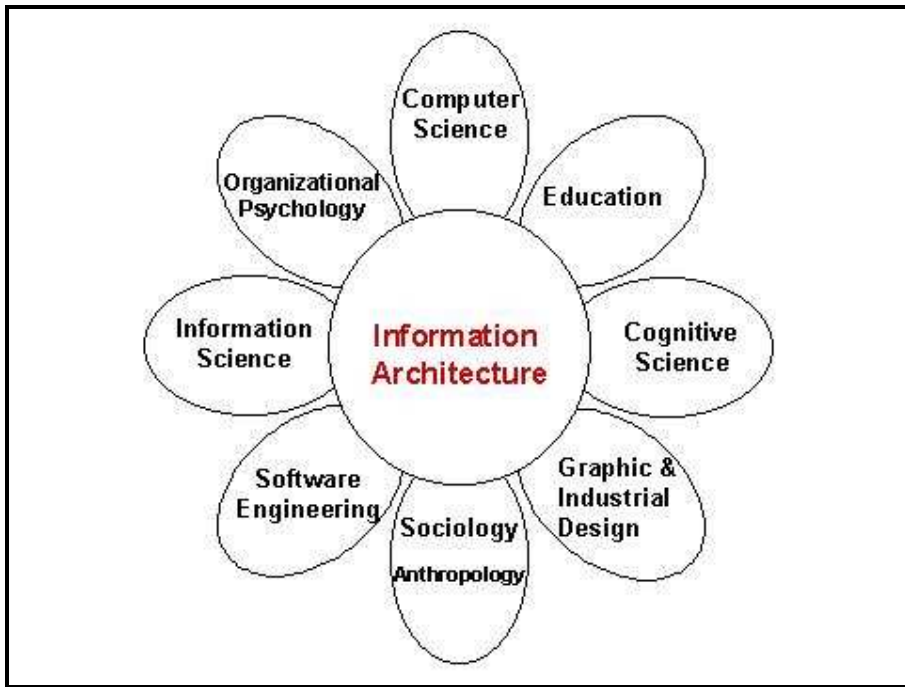 Computer
Science
Organizational
Psychology
Education
Information
Science
Information
Architecture
Cognitive
Science
Software
Engineering
Graphic &
Industrial
Design
Sociology
Anthropology